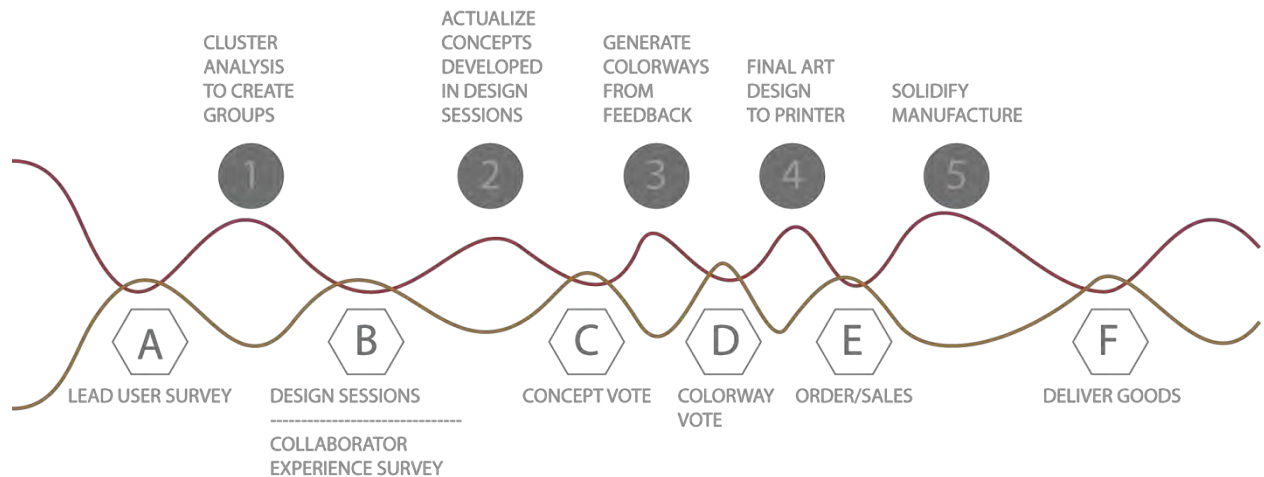 CLUSTER
ANALYSIS
TO CREATE
GROUPS
1
ACTUALIZE
CONCEPTS
DEVELOPED
IN DESIGN
SESSIONS
2
GENERATE
COLORWAYS
FROM
FEEDBACK
3
FINAL ART
DESIGN
TO PRINTER
4
SOLIDIFY
MANUFACTURE
5
A
LEAD USER SURVEY
B
DESIGN SESSIONS
-------------------------------
COLLABORATOR
EXPERIENCE SURVEY
C
CONCEPT VOTE
D
COLORWAY
VOTE
E
ORDER/SALES
F
DELIVER GOODS